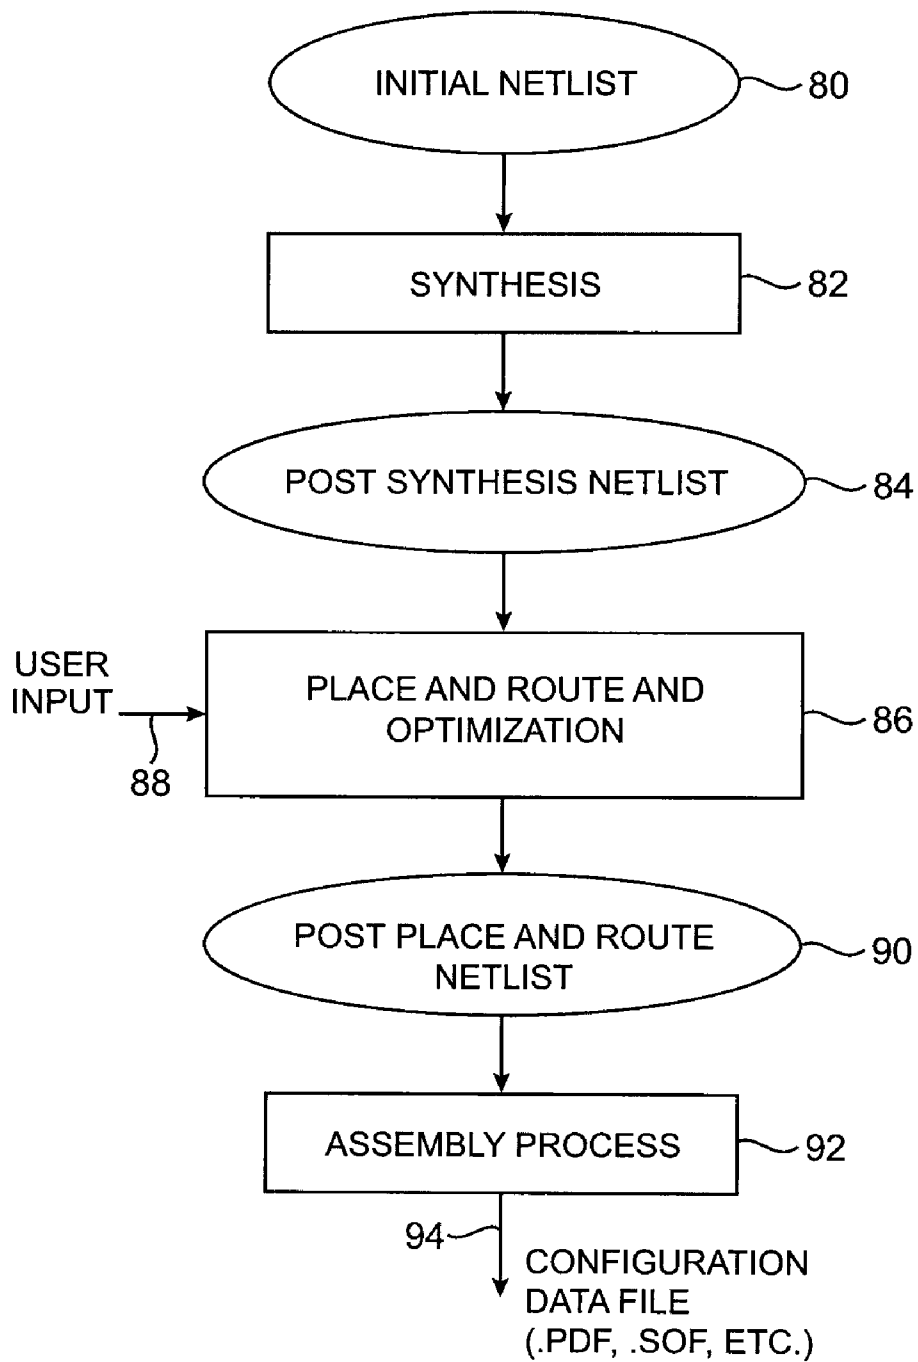 INITIAL NETLIST
80
SYNTHESIS
82
POST SYNTHESIS NETLIST
84
USER
INPUT
88
PLACE AND ROUTE AND
OPTIMIZATION
86
POST PLACE AND ROUTE
NETLIST
90
ASSEMBLY PROCESS
92
94
CONFIGURATION
DATA FILE
(.PDF, .SOF, ETC.)